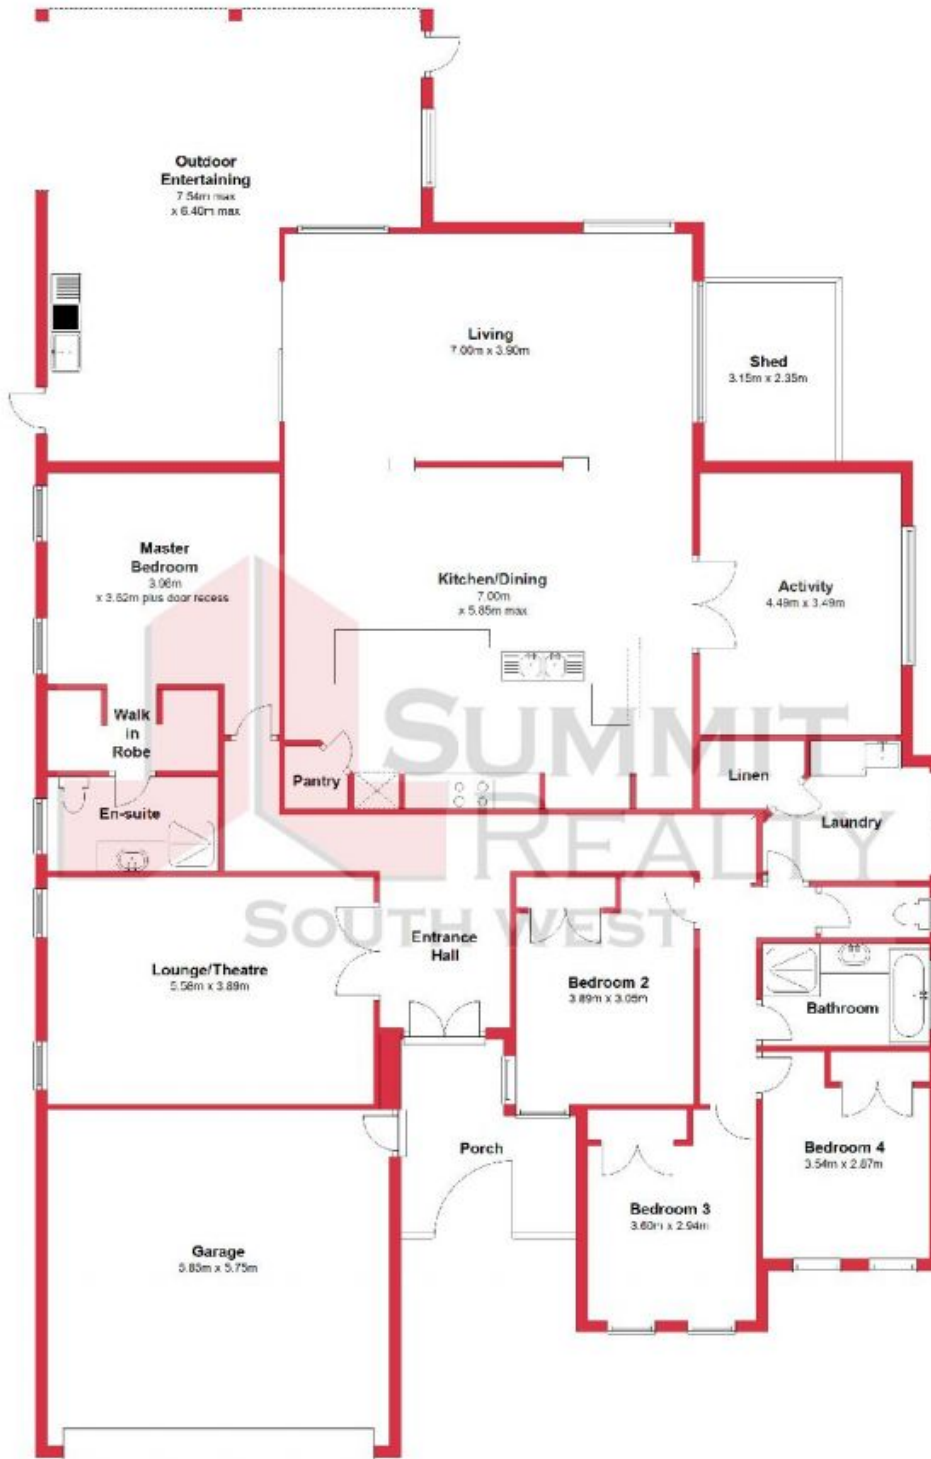 Outdoor
Entertaining
7.54m max
x 6.40m max
Living
7.00m x 3.90m
Shed
3.15m x 2.35m
Master
Bedroom
3.96m
x 3.52m plus door recess
Kitchen/Dining
7.00m
x 5.85m max
Activity
4.49m x 3.49m
Walk
in
Robe
SUMMIT
Pantry
Linen
En-suite
Laundry
REALTY
SOUTH WEST
Entrance
Hall
Lounge/Theatre
5.58m x 3.89m
Bedroom 2
3.89m x 3.05m
Bathroom
Porch
Bedroom 4
3.54m x 2.87m
Bedroom 3
3.60m x 2.94m
Garage
5.85m x 5.75m